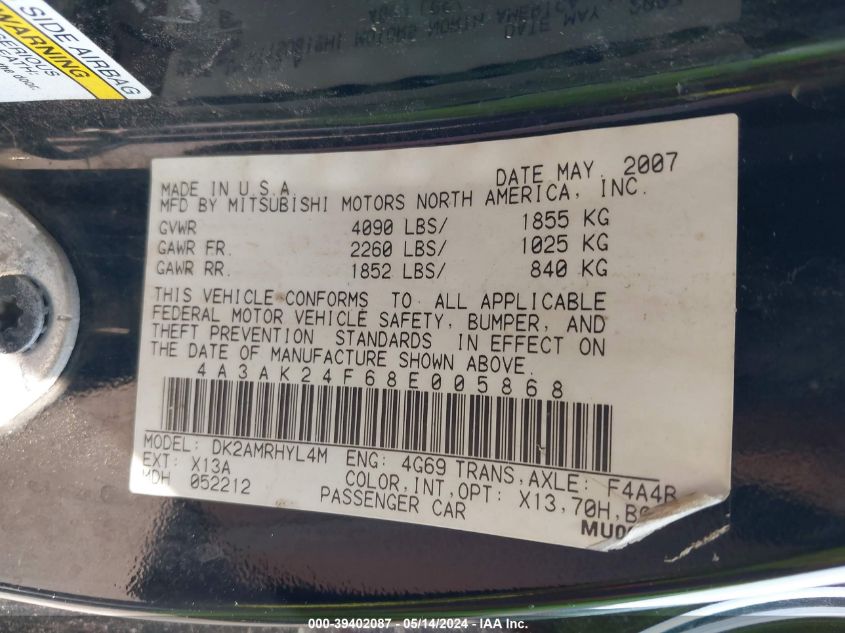 SIDE AIRBAG
WARNING
MADE IN U.S.A. DATE MAY, 2007
MFD BY MITSUBISHI MOTORS NORTH AMERICA, INC.
GVWR 4090 LBS/ 1855 KG
GAWR FR. 2260 LBS/ 1025 KG
GAWR RR. 1852 LBS/ 840 KG
THIS VEHICLE CONFORMS TO ALL APPLICABLE
FEDERAL MOTOR VEHICLE SAFETY, BUMPER, AND
THEFT PREVENTION STANDARDS IN EFFECT ON
THE DATE OF MANUFACTURE SHOWN ABOVE.
4A3AK24F68E005868
MODEL: DK2AMRHYL4M ENG: 4G69 TRANS,AXLE: F4A4B
EXT: X13A COLOR,INT,OPT: X13,70H,
MDH 052212 PASSENGER CAR
000-39402087 - 05/14/2024 - IAA Inc.